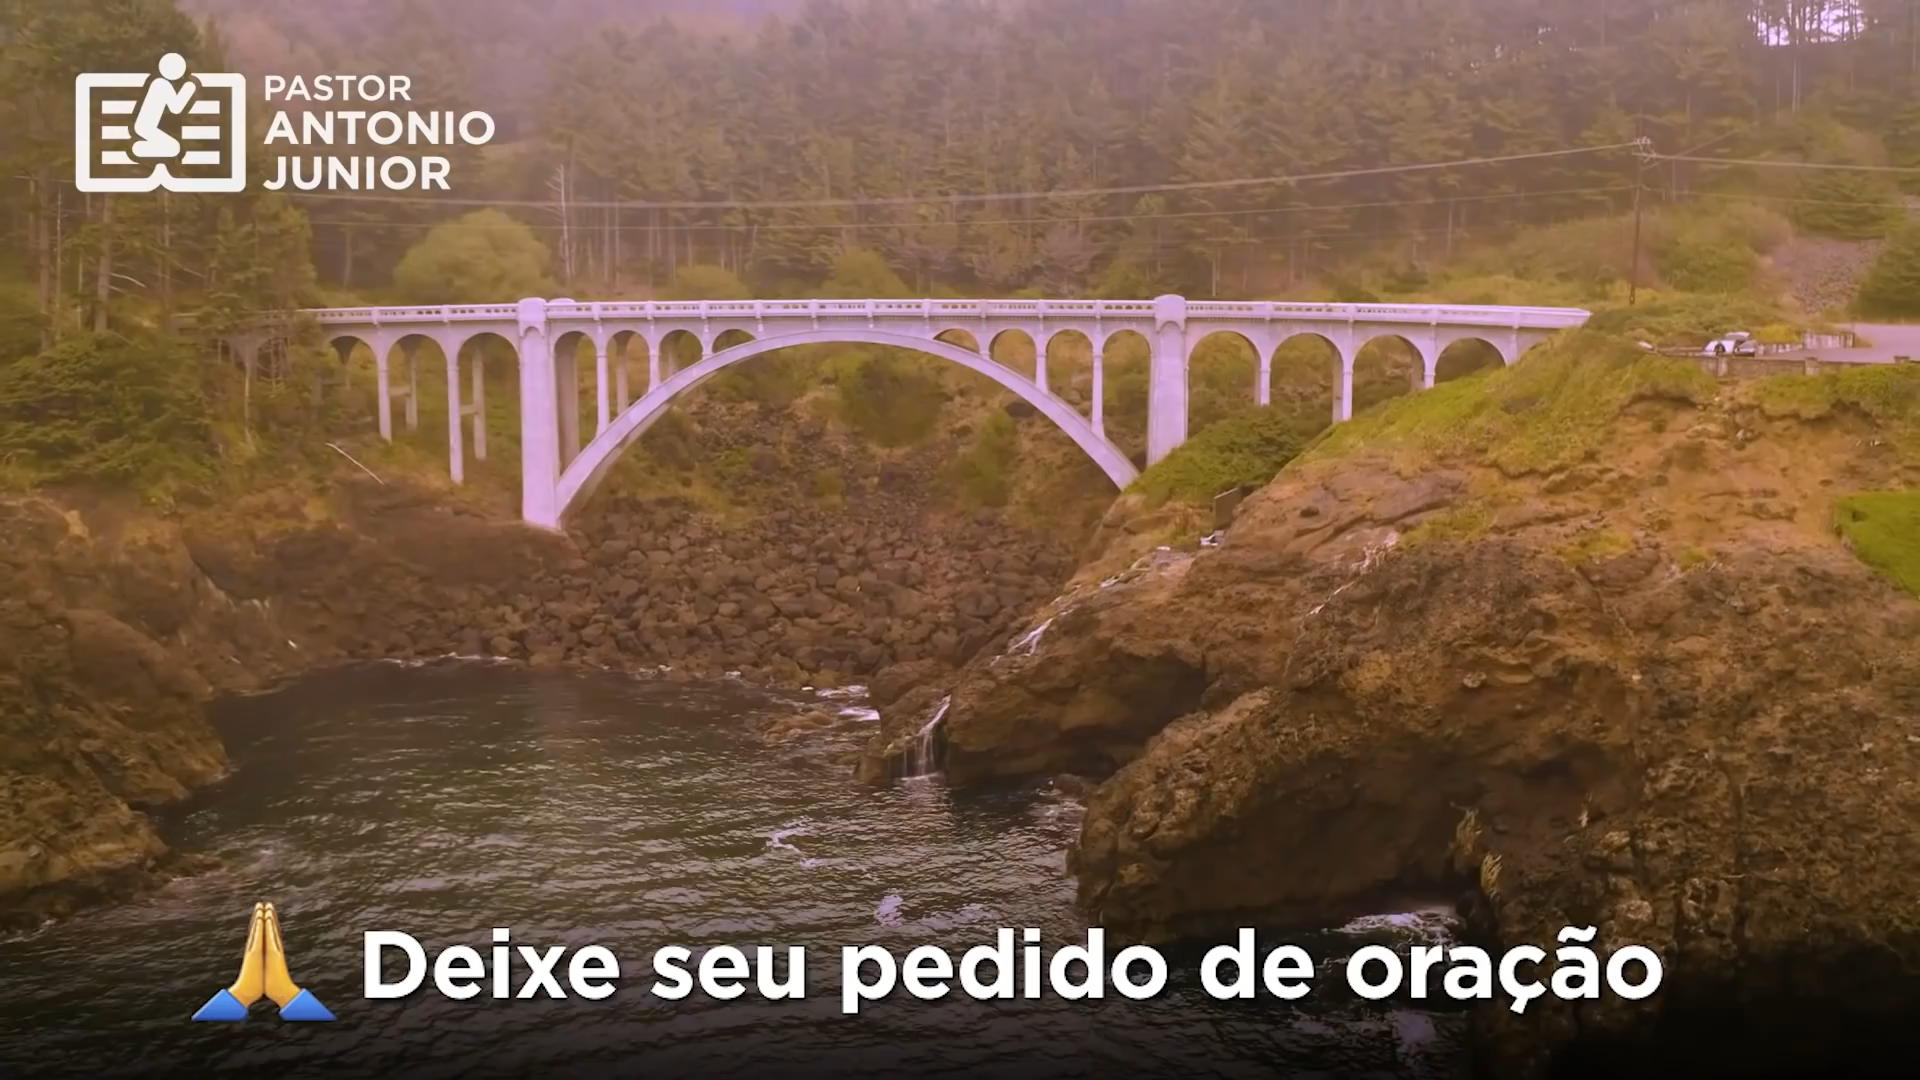 PASTOR
ANTONIO
JUNIOR
🙏 Deixe seu pedido de oração